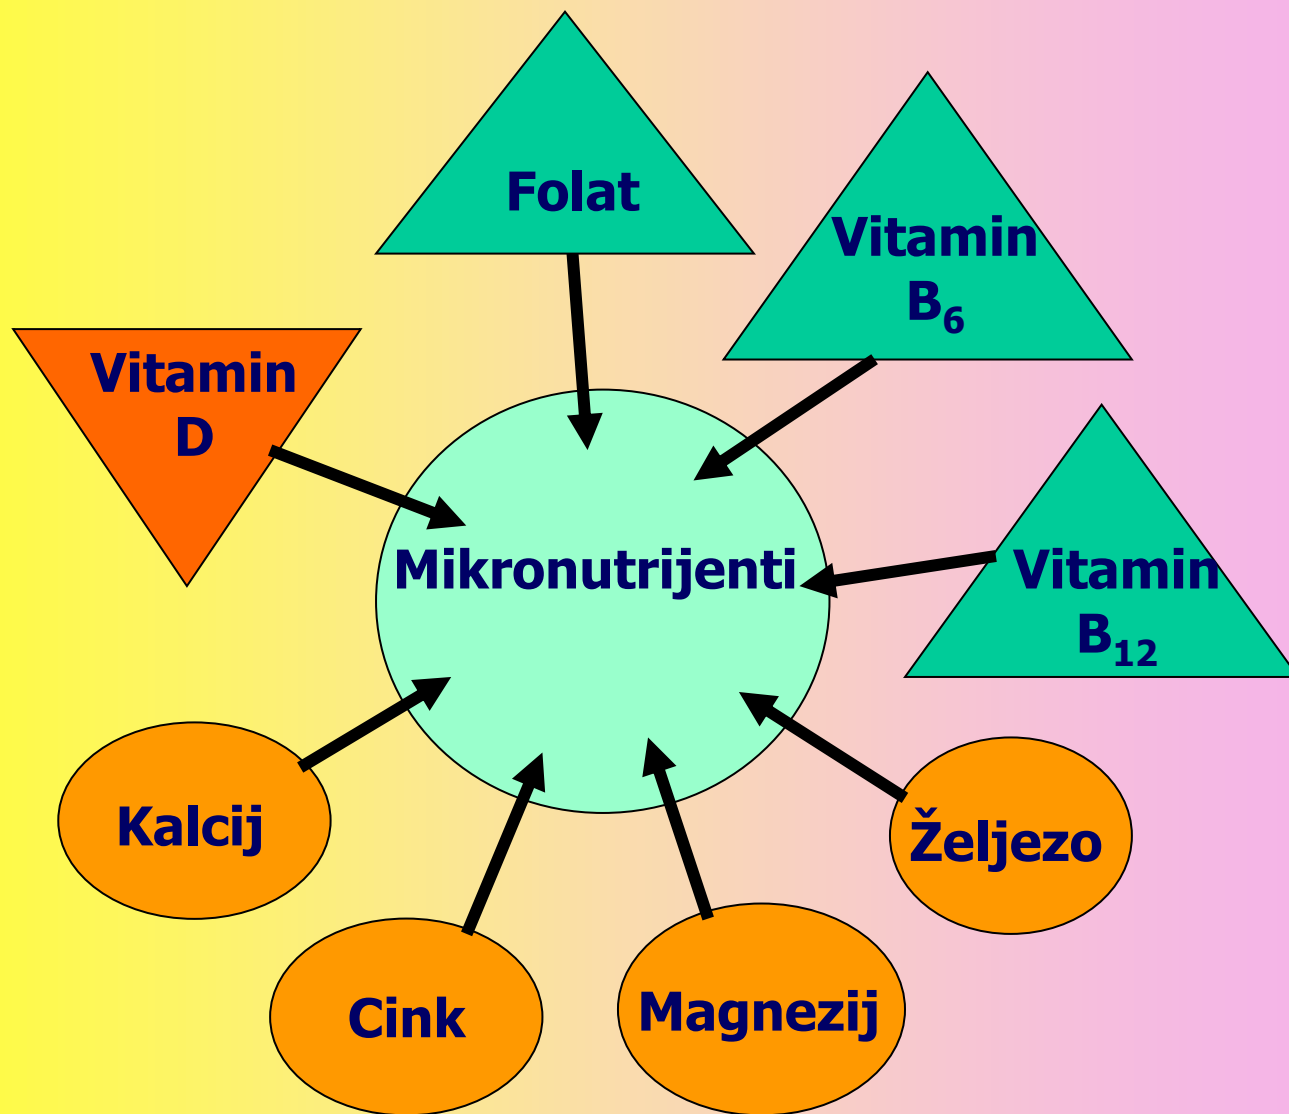 Folat
Vitamin
B₆
Vitamin
D
Mikronutrijenti
Vitamin
B₁₂
Kalcij
Željezo
Cink
Magnezij